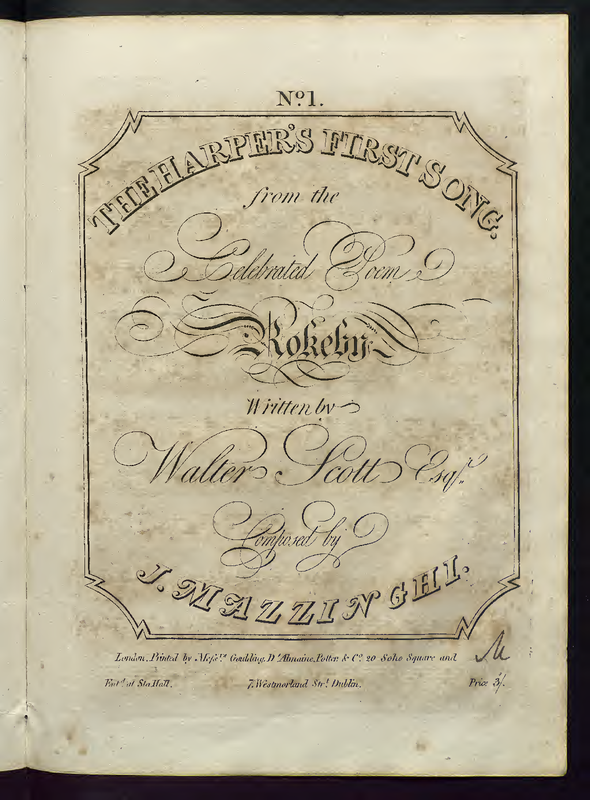 No. 1.
THE HARPER'S FIRST SONG.
from the
Celebrated Poem
Rokeby
Written by
Walter Scott Esqr.
Composed by
J. MAZZINGHI.
London, Printed by Messrs. Goulding, D'Almaine, Potter & Co. 20 Soho Square and
Entd. at Sta. Hall. 7, Westmorland Strt. Dublin. Price 3/.